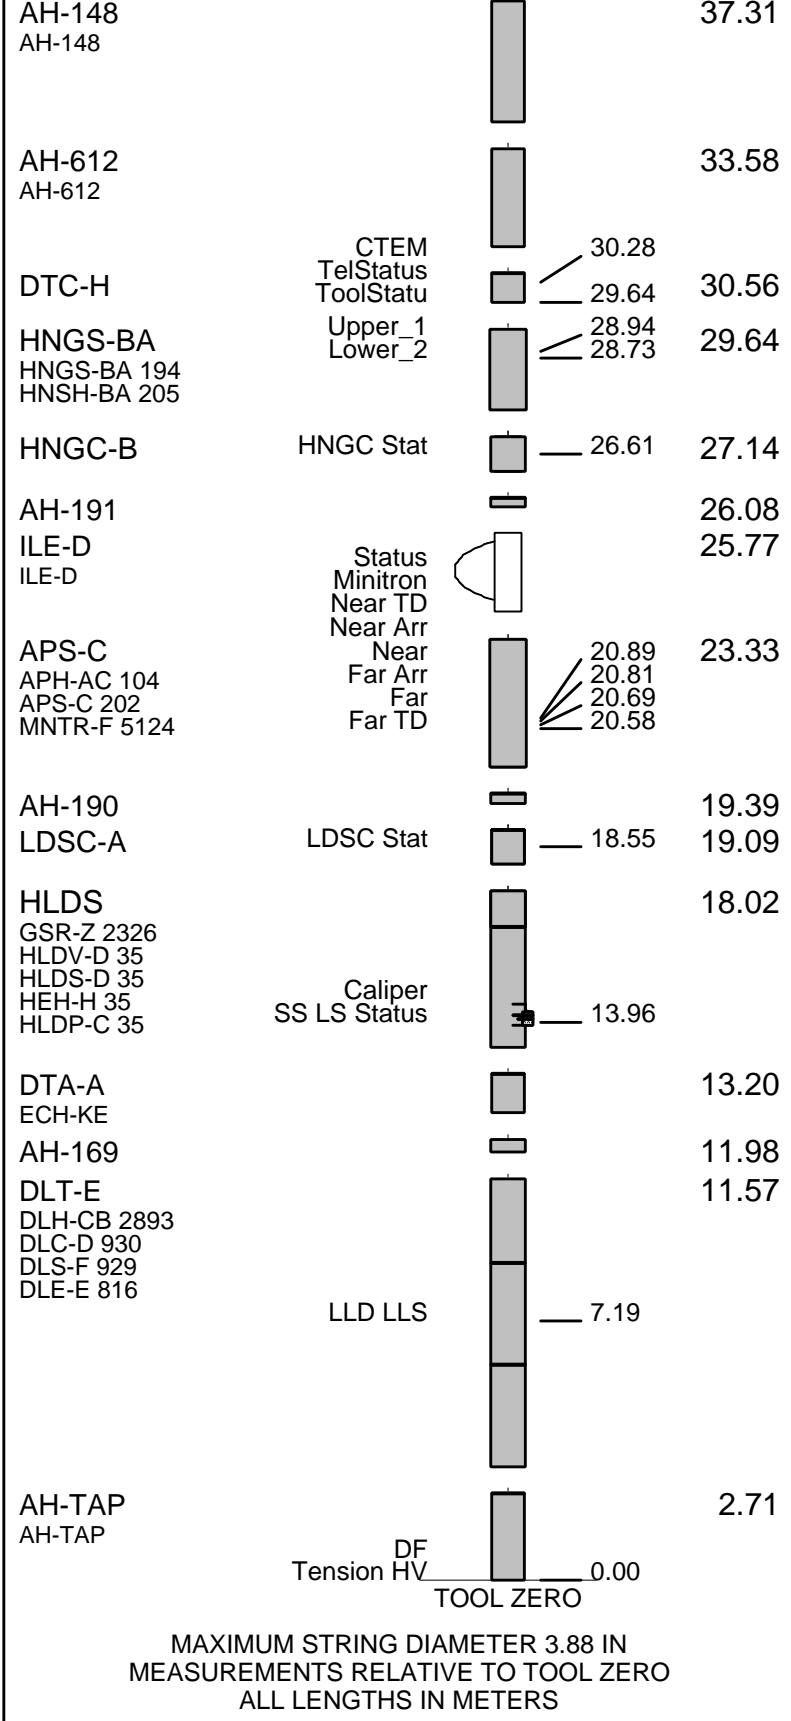 AH-148 37.31
AH-148
AH-612 33.58
AH-612
CTEM 30.28
TelStatus
DTC-H ToolStatu 29.64 30.56
Upper_1 28.94
HNGS-BA Lower_2 28.73 29.64
HNGS-BA 194
HNSH-BA 205
HNGC-B HNGC Stat 26.61 27.14
AH-191 26.08
ILE-D 25.77
Status
ILE-D Minitron
Near TD
Near Arr
APS-C Near 20.89 23.33
APH-AC 104 Far Arr 20.81
APS-C 202 Far 20.69
MNTR-F 5124 Far TD 20.58
AH-190 19.39
LDSC-A LDSC Stat 18.55 19.09
HLDS 18.02
GSR-Z 2326
HLDV-D 35
HLDS-D 35
HEH-H 35 Caliper
HLDP-C 35 SS LS Status 13.96
DTA-A 13.20
ECH-KE
AH-169 11.98
DLT-E 11.57
DLH-CB 2893
DLC-D 930
DLS-F 929
DLE-E 816
LLD LLS 7.19
AH-TAP 2.71
AH-TAP
DF
Tension HV 0.00
TOOL ZERO
MAXIMUM STRING DIAMETER 3.88 IN
MEASUREMENTS RELATIVE TO TOOL ZERO
ALL LENGTHS IN METERS